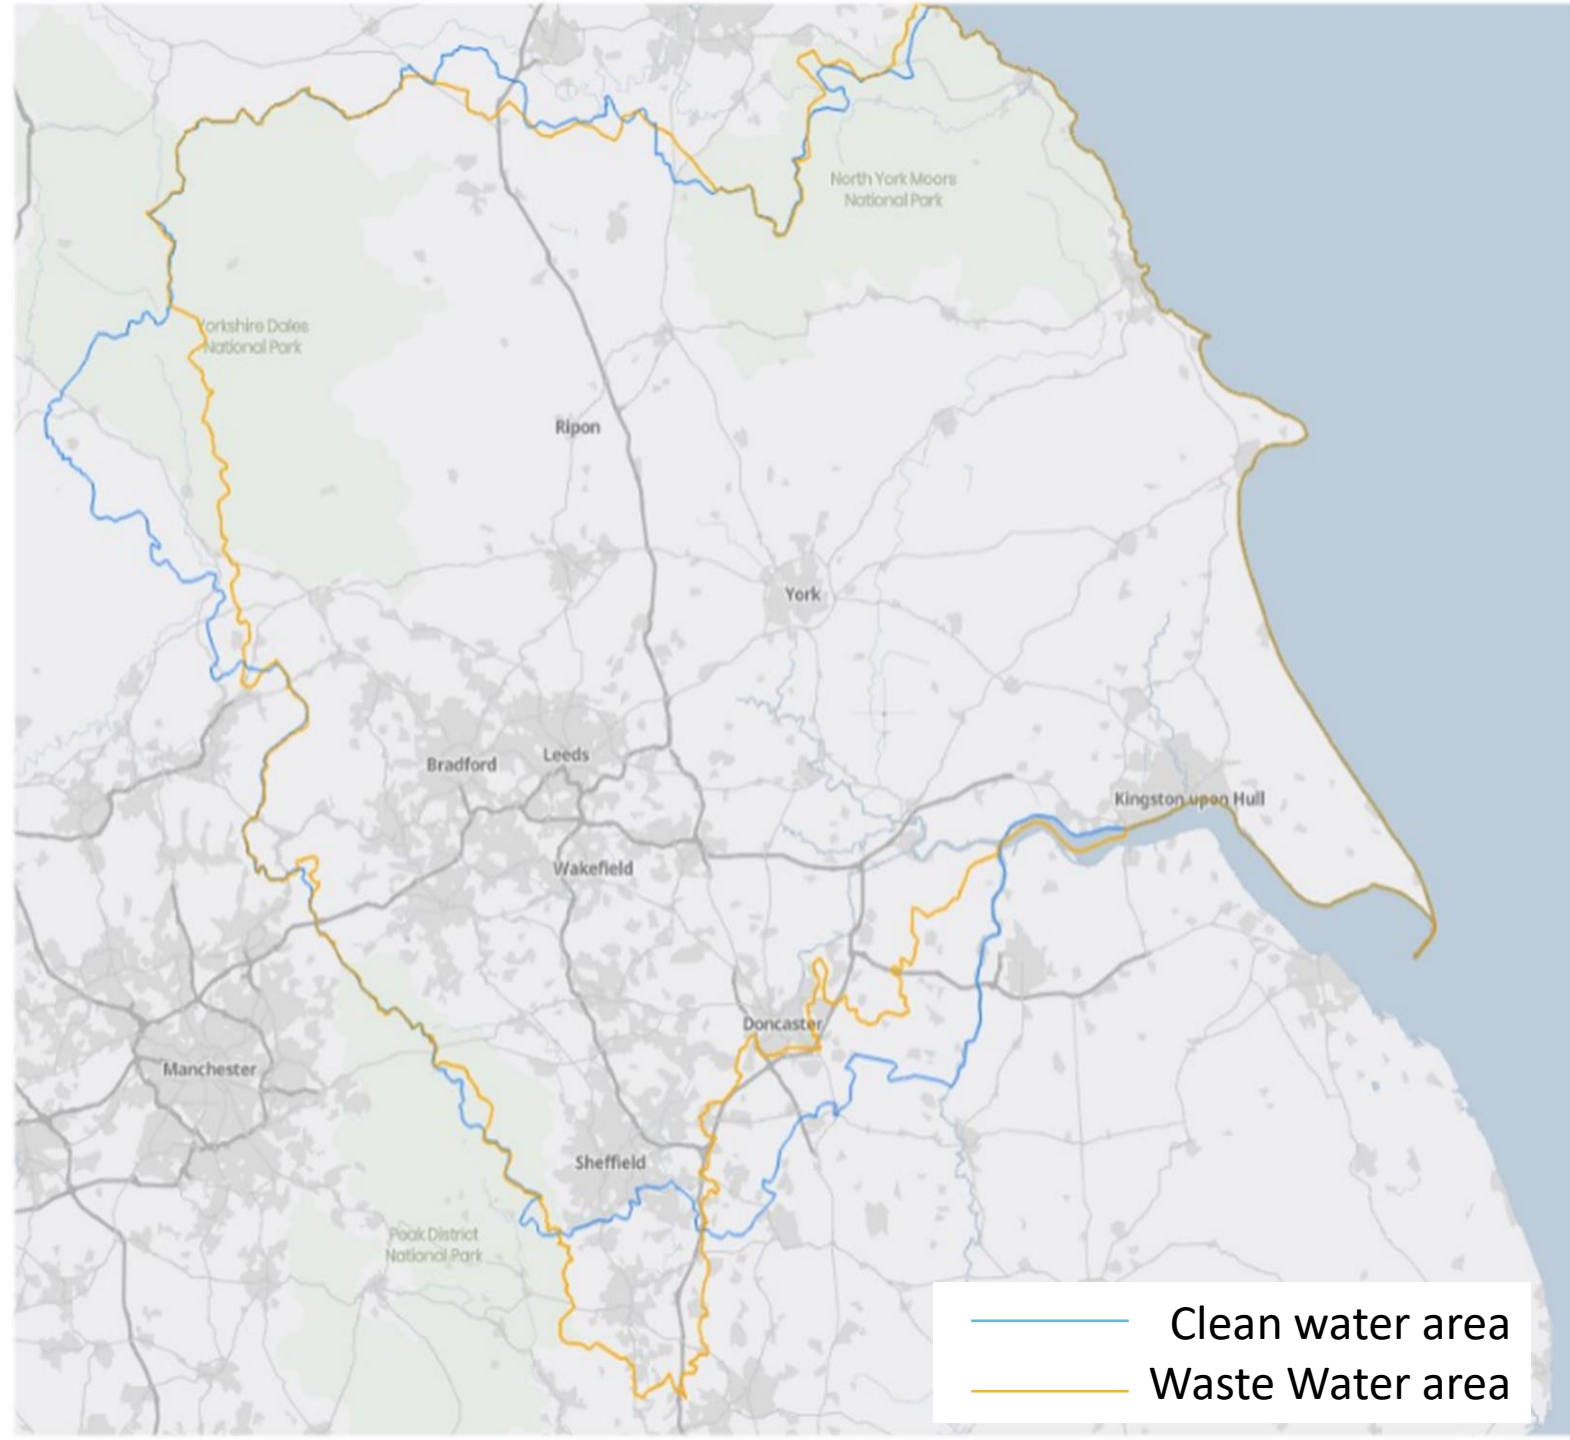 North York Moors
National Park
Yorkshire Dales
National Park
Ripon
York
Leeds
Bradford
Kingston upon Hull
Wakefield
Doncaster
Manchester
Sheffield
Peak District
National Park
Clean water area
Waste Water area